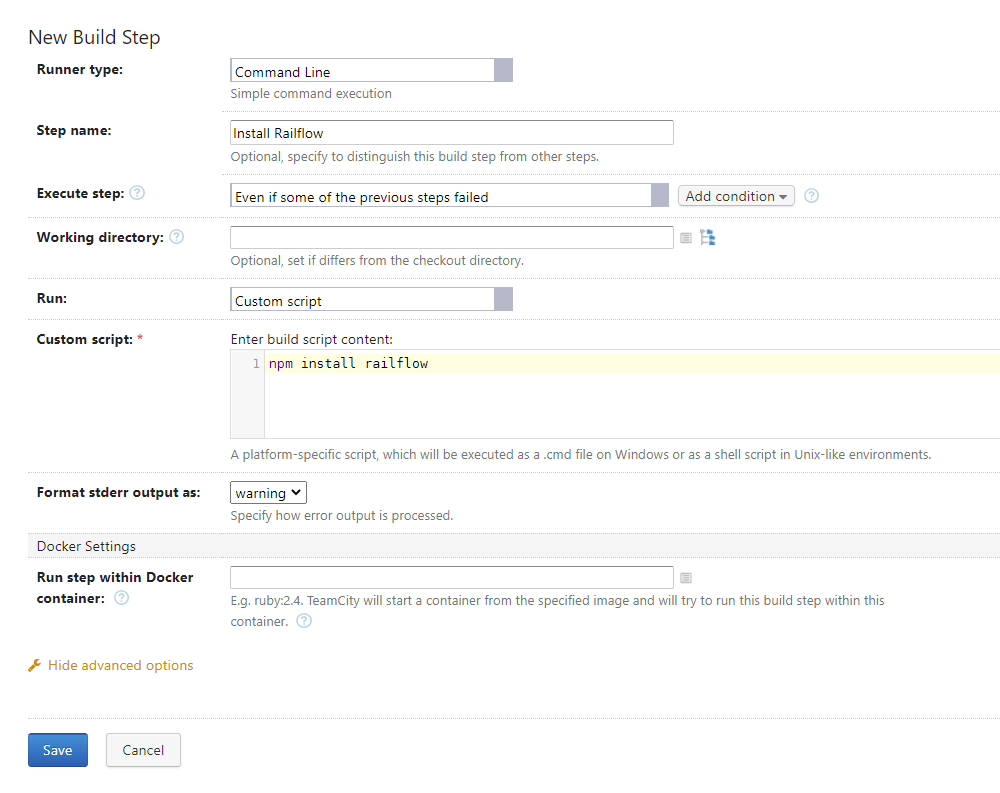 New Build Step
Runner type:
Command Line
Simple command execution
Step name:
Install Railflow
Optional, specify to distinguish this build step from other steps.
Execute step: ?
Even if some of the previous steps failed
Add condition
?
Working directory: ?
Optional, set if differs from the checkout directory.
Run:
Custom script
Custom script: *
Enter build script content:
1 npm install railflow
A platform-specific script, which will be executed as a .cmd file on Windows or as a shell script in Unix-like environments.
Format stderr output as:
warning
Specify how error output is processed.
Docker Settings
Run step within Docker
container: ?
E.g. ruby:2.4. TeamCity will start a container from the specified image and will try to run this build step within this
container. ?
Hide advanced options
Save
Cancel